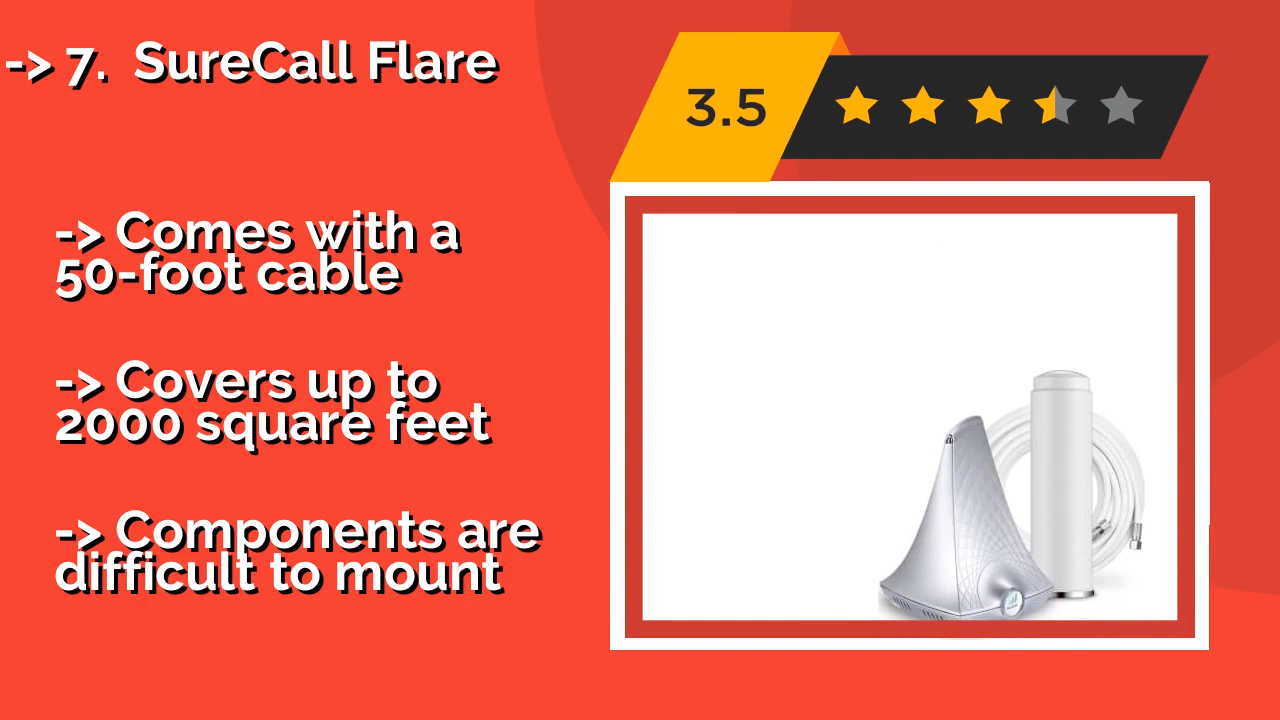 -> 7. SureCall Flare
3.5
-> Comes with a
50-foot cable
-> Covers up to
2000 square feet
-> Components are
difficult to mount